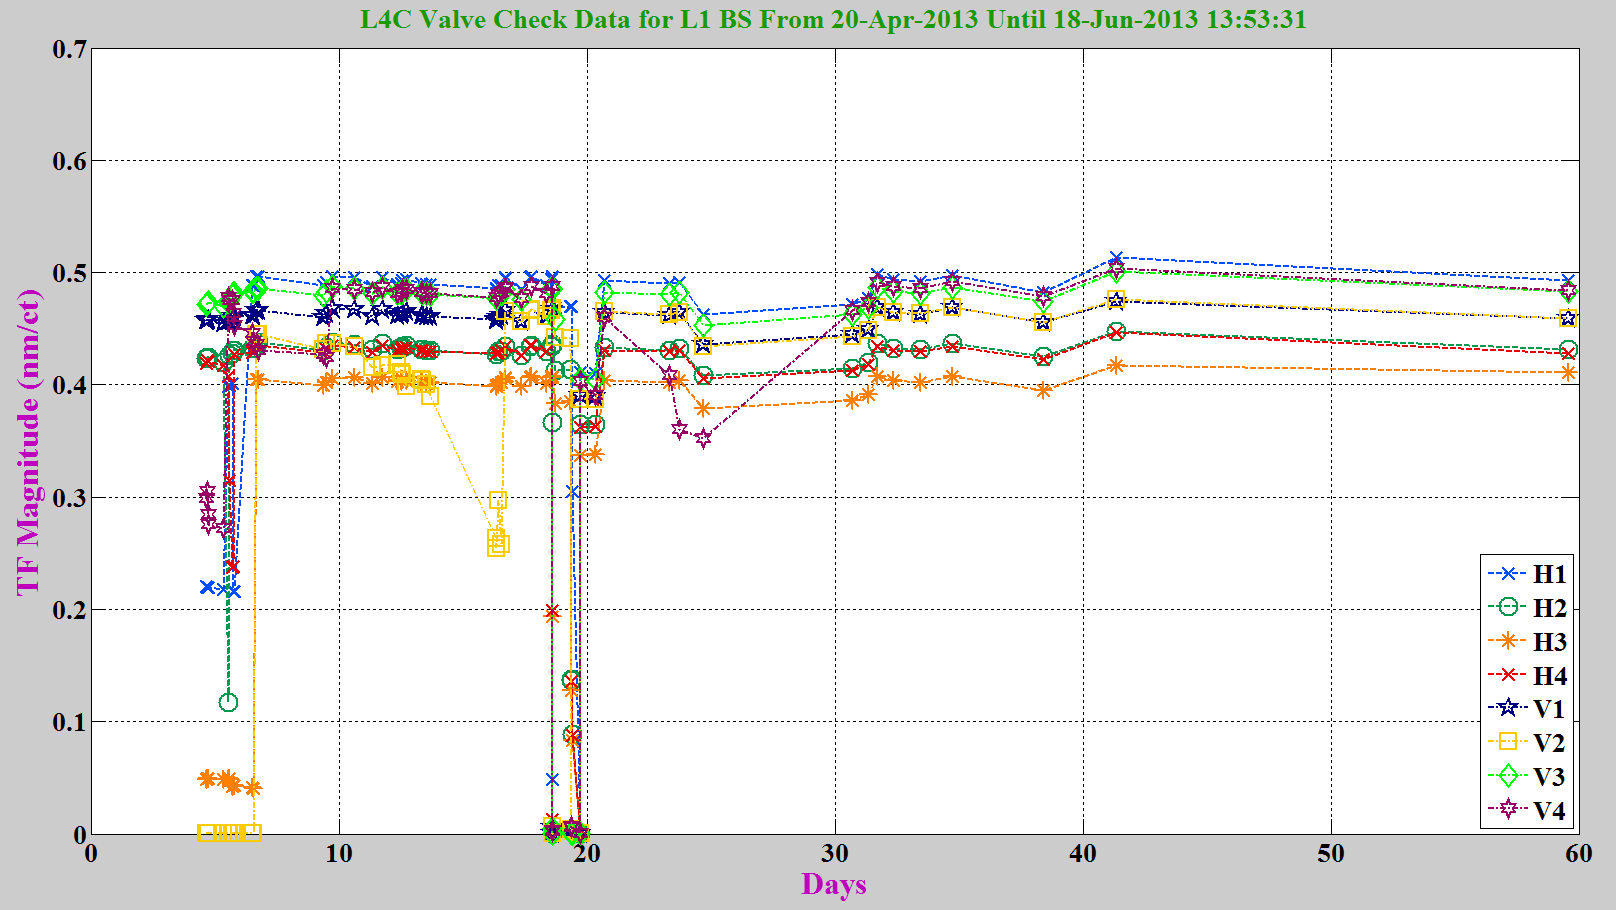 L4C Valve Check Data for L1 BS From 20-Apr-2013 Until 18-Jun-2013 13:53:31
TF Magnitude (nm/ct)
0.7
0.6
0.5
0.4
0.3
0.2
0.1
0
0 10 20 30 40 50 60
Days
H1
H2
H3
H4
V1
V2
V3
V4